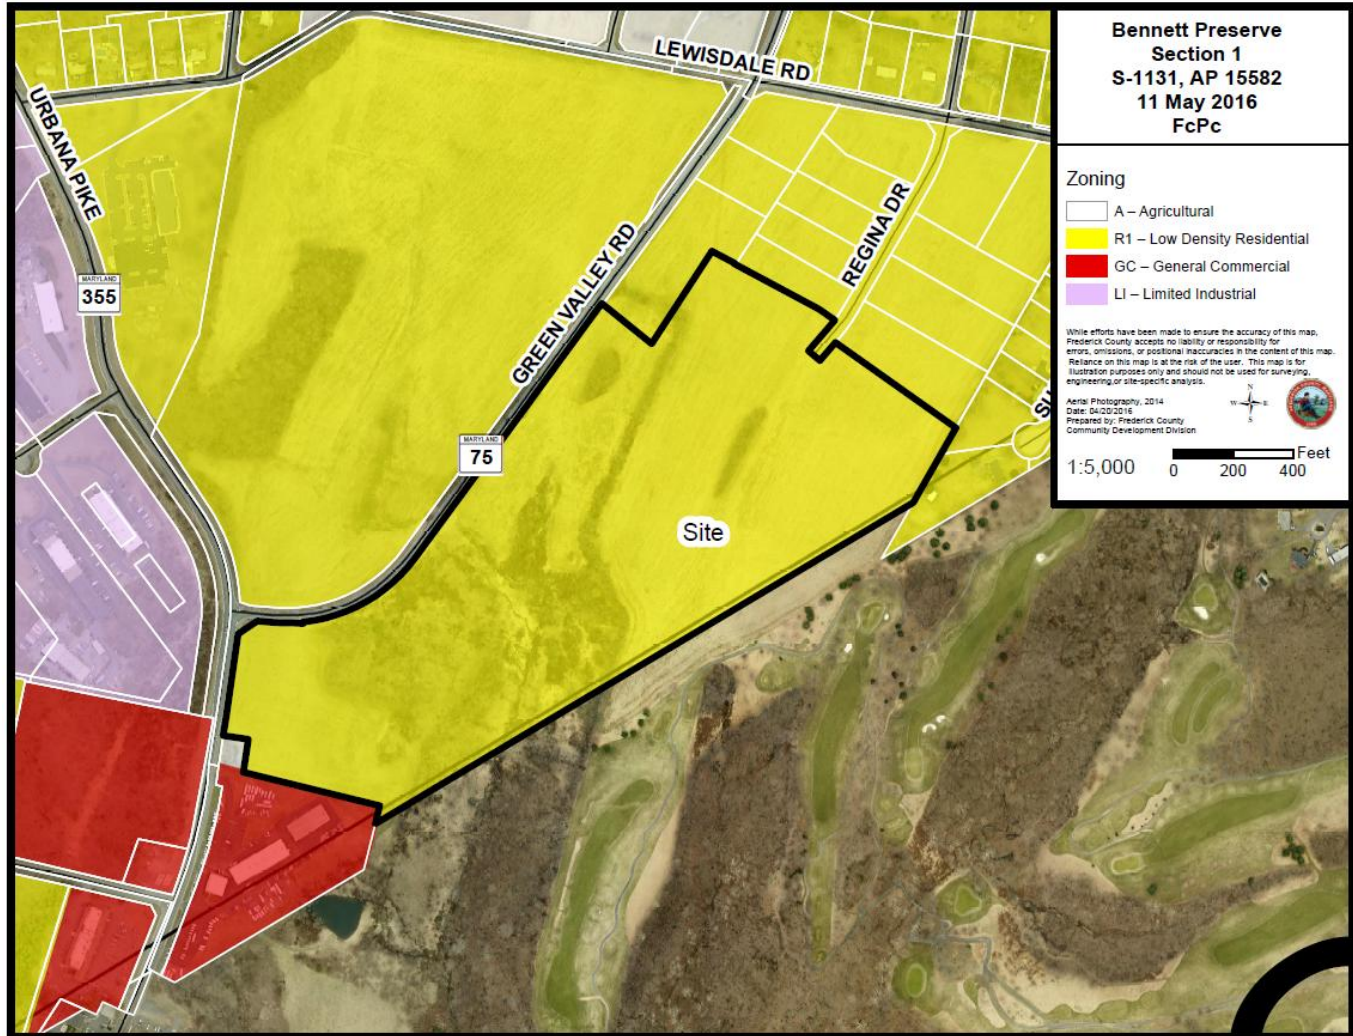 Bennett Preserve
Section 1
S-1131, AP 15582
11 May 2016
FcPc
Zoning
A – Agricultural
R1 – Low Density Residential
GC – General Commercial
LI – Limited Industrial
While efforts have been made to ensure the accuracy of this map,
Frederick County accepts no liability or responsibility for
errors, omissions, or positional inaccuracies in the content of this map.
Reliance on this map is at the risk of the user. This map is for
illustration purposes only and should not be used for surveying,
engineering,or site-specific analysis.
Aerial Photography, 2014
Date: 04/20/2016
Prepared by: Frederick County
Community Development Division
N
W
E
S
1:5,000
Feet
0 200 400
LEWISDALE RD
URBANA PIKE
MARYLAND
355
GREEN VALLEY RD
REGINA DR
MARYLAND
75
Site